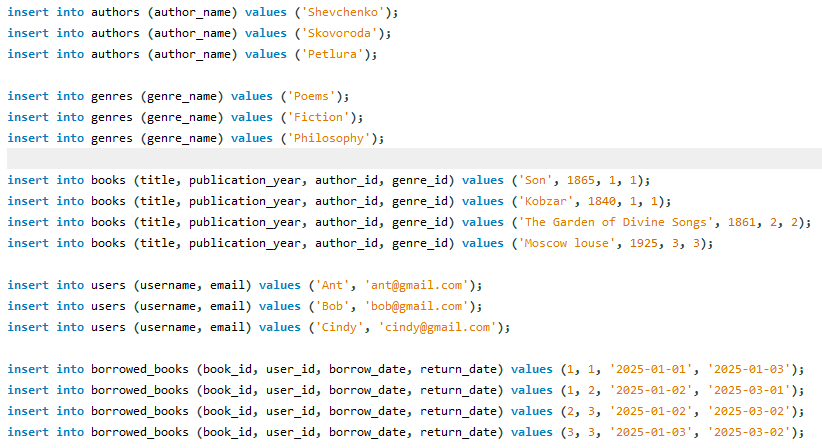 insert into authors (author_name) values ('Shevchenko');
insert into authors (author_name) values ('Skovoroda');
insert into authors (author_name) values ('Petlura');
insert into genres (genre_name) values ('Poems');
insert into genres (genre_name) values ('Fiction');
insert into genres (genre_name) values ('Philosophy');
insert into books (title, publication_year, author_id, genre_id) values ('Son', 1865, 1, 1);
insert into books (title, publication_year, author_id, genre_id) values ('Kobzar', 1840, 1, 1);
insert into books (title, publication_year, author_id, genre_id) values ('The Garden of Divine Songs', 1861, 2, 2);
insert into books (title, publication_year, author_id, genre_id) values ('Moscow louse', 1925, 3, 3);
insert into users (username, email) values ('Ant', 'ant@gmail.com');
insert into users (username, email) values ('Bob', 'bob@gmail.com');
insert into users (username, email) values ('Cindy', 'cindy@gmail.com');
insert into borrowed_books (book_id, user_id, borrow_date, return_date) values (1, 1, '2025-01-01', '2025-01-03');
insert into borrowed_books (book_id, user_id, borrow_date, return_date) values (1, 2, '2025-01-02', '2025-03-01');
insert into borrowed_books (book_id, user_id, borrow_date, return_date) values (2, 3, '2025-01-02', '2025-03-02');
insert into borrowed_books (book_id, user_id, borrow_date, return_date) values (3, 3, '2025-01-03', '2025-03-02');